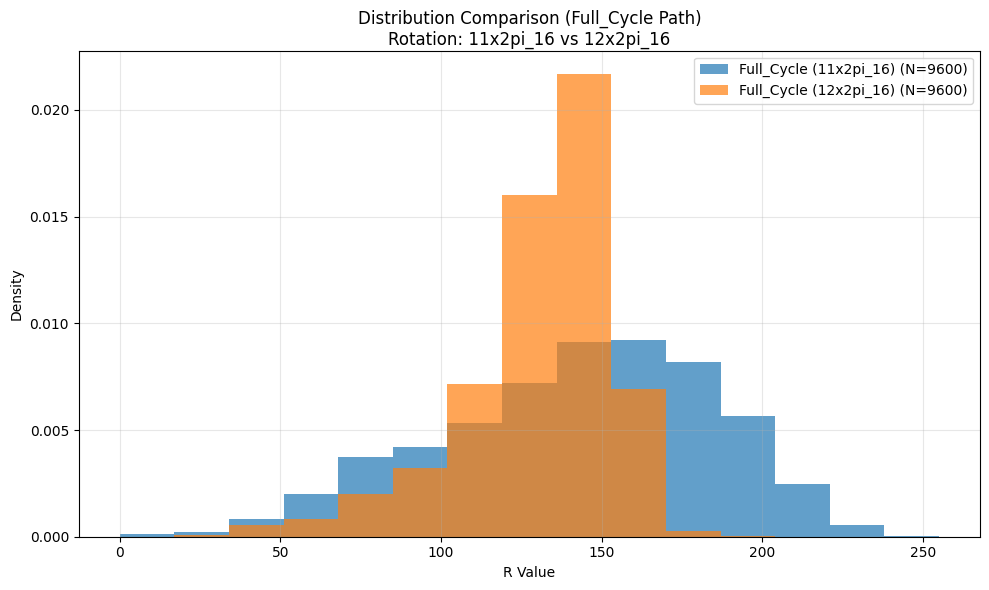 Distribution Comparison (Full_Cycle Path)
Rotation: 11x2pi_16 vs 12x2pi_16
Full_Cycle (11x2pi_16) (N=9600)
Full_Cycle (12x2pi_16) (N=9600)
Density
0.020
0.015
0.010
0.005
0.000
0 50 100 150 200 250
R Value